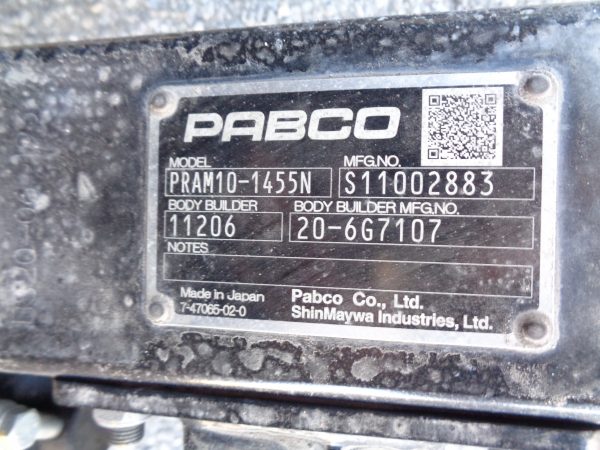 PABCO
MODEL MFG.NO.
PRAM10-1455N S11002883
BODY BUILDER BODY BUILDER MFG.NO.
11206 20-6G7107
NOTES
Made in Japan Pabco Co., Ltd.
7-47065-02-0 ShinMaywa Industries, Ltd.